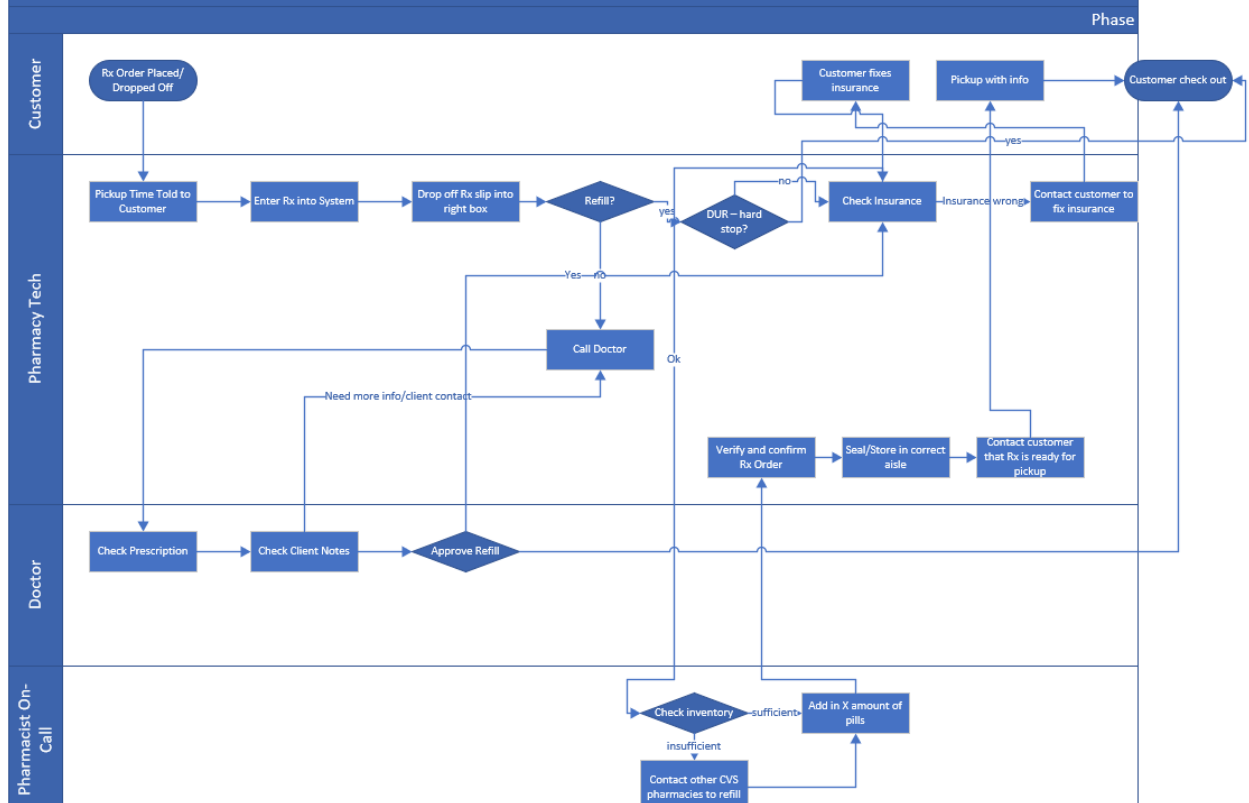 Phase
Customer
Rx Order Placed/
Dropped Off
Customer fixes
insurance
Pickup with info
Customer check out
yes
Pharmacy Tech
Pickup Time Told to
Customer
Enter Rx into System
Drop off Rx slip into
right box
Refill?
yes
DUR – hard
stop?
no
Check Insurance
Insurance wrong
Contact customer to
fix insurance
Yes
no
Call Doctor
Ok
Need more info/client contact
Verify and confirm
Rx Order
Seal/Store in correct
aisle
Contact customer
that Rx is ready for
pickup
Doctor
Check Prescription
Check Client Notes
Approve Refill
Pharmacist On-
Call
Check inventory
sufficient
Add in X amount of
pills
insufficient
Contact other CVS
pharmacies to refill